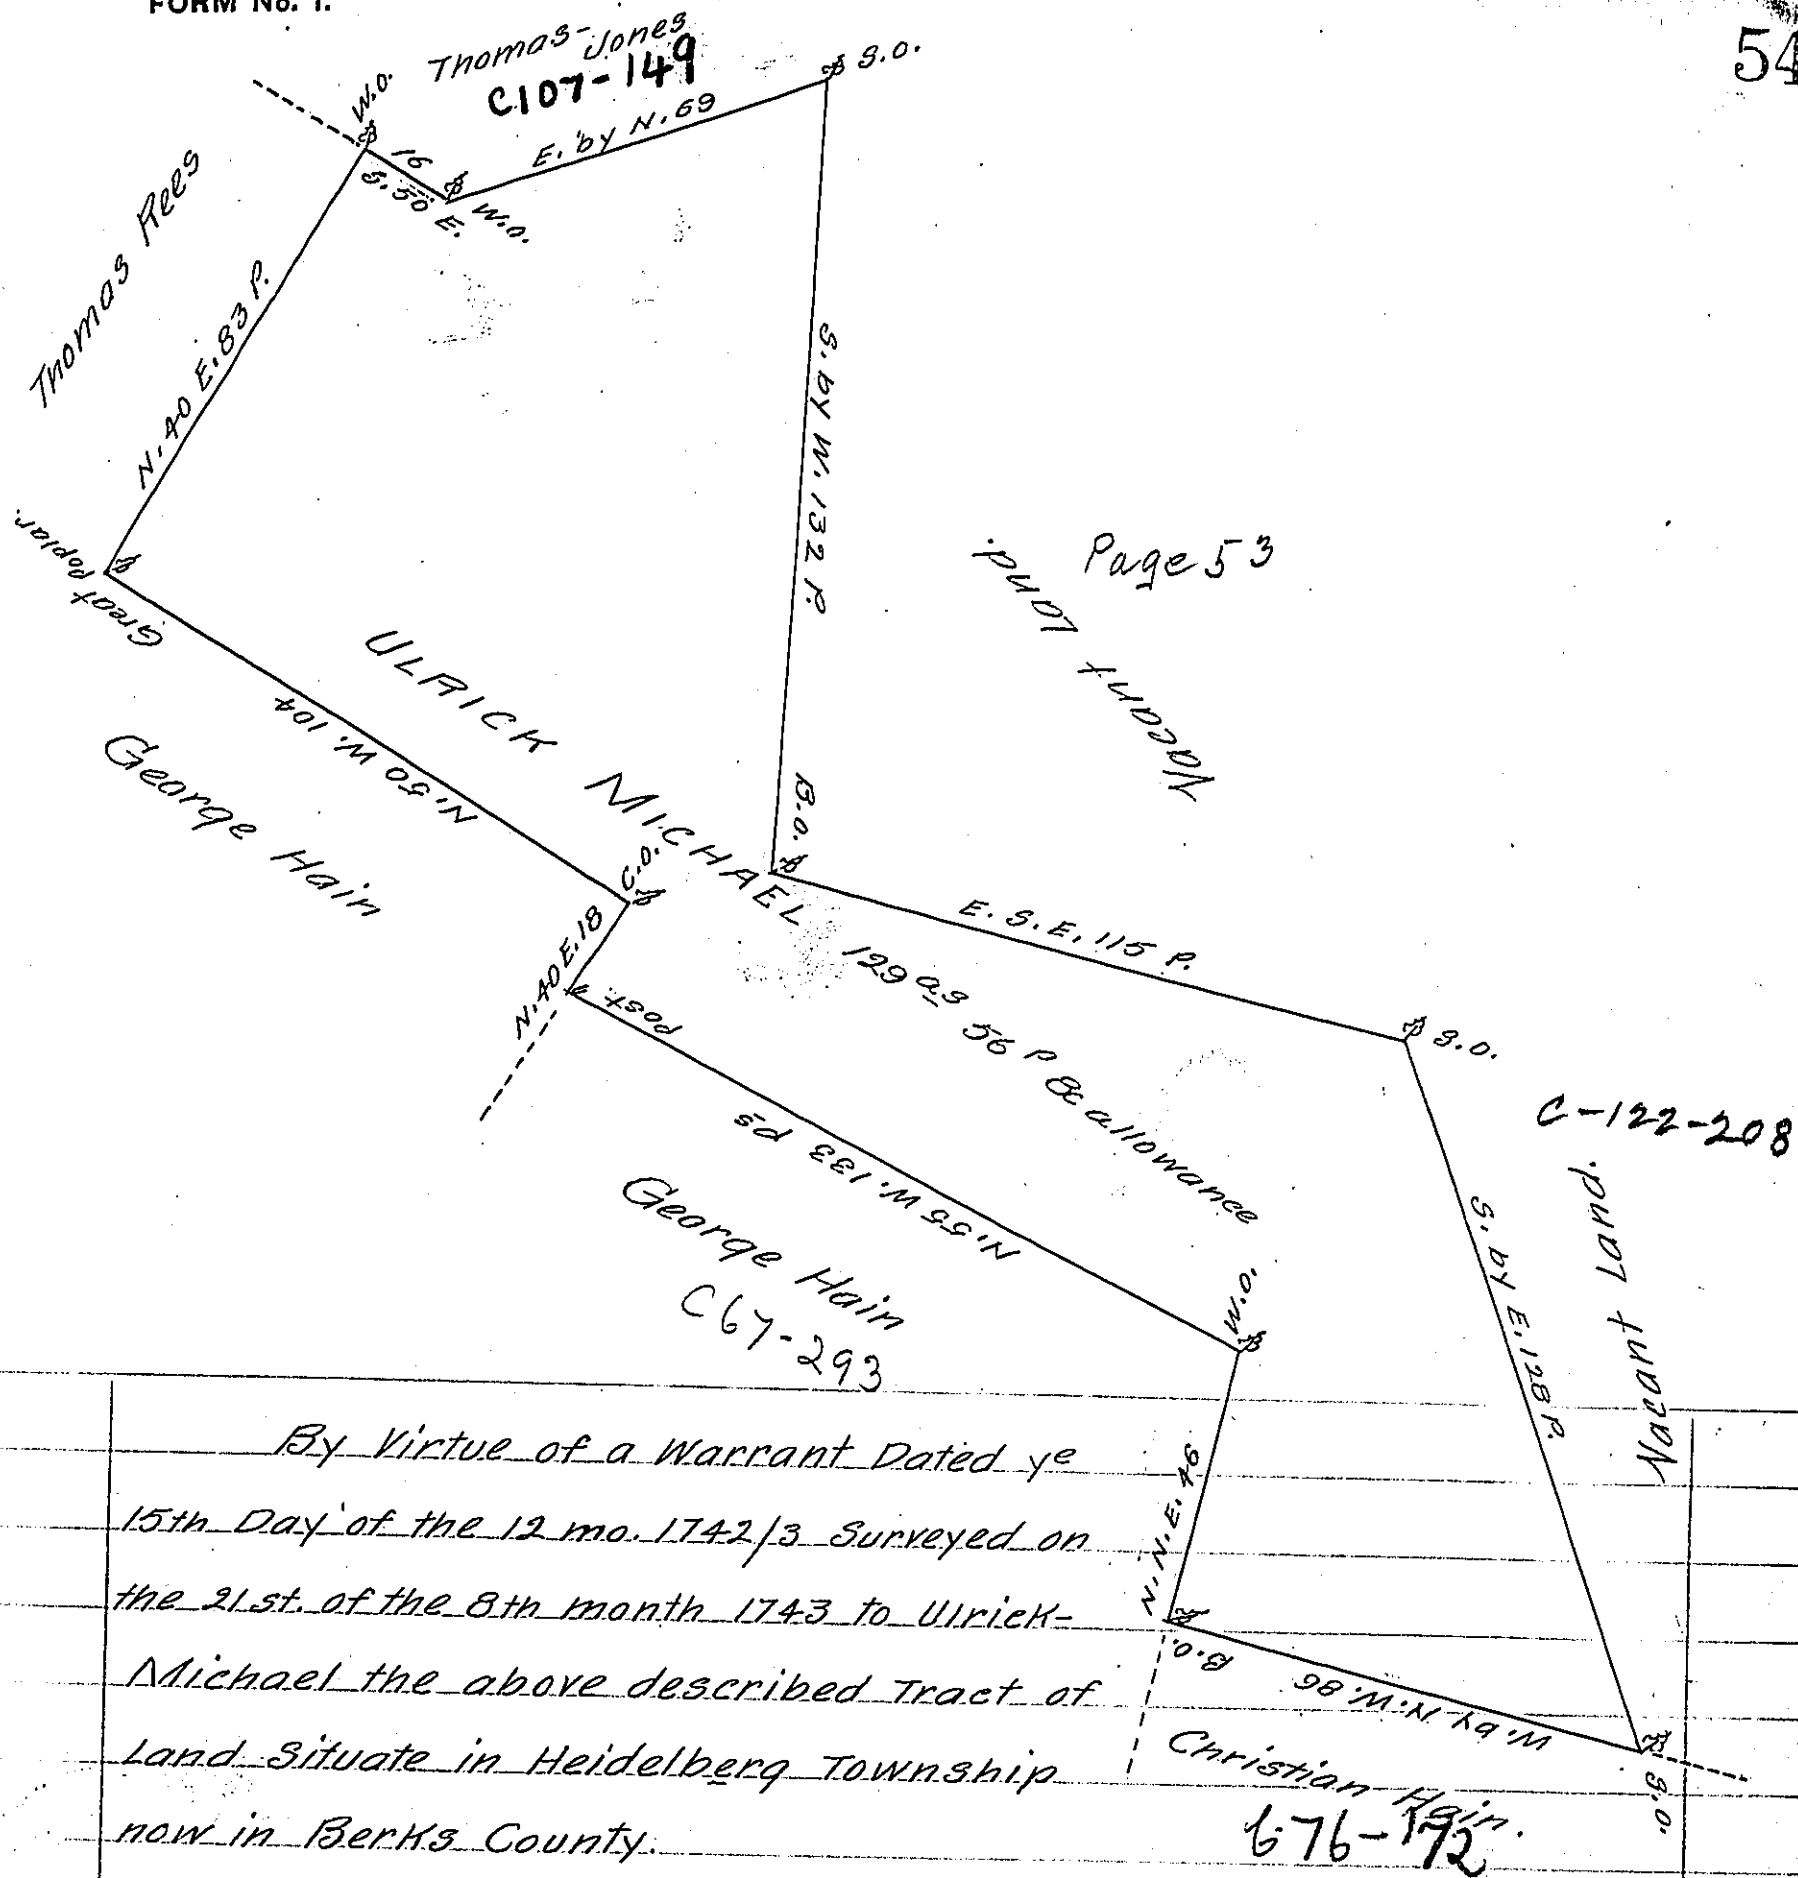 FORM No. 1.
54
Thomas-Jones
C107-149
W.O.
S.O.
16
S. 50 E.
W.O.
E. by N. 69
Thomas Rees
N. 40 E. 83 P.
Great Poplar.
S. by W. 132 P.
Page 53
Vacant Land.
ULRICK MICHAEL
N. 50 W. 104
George Hain
B.O.
C.O.
N. 40 E. 18
Post.
E. S. E. 115 P.
129 as 56 P & allowance
S.O.
C-122-208
N. 55 W. 133 ps
George Hain
C67-293
W.O.
S. by E. 128 P.
Vacant Land.
N. N. E. 46
B.O.
W. by N. W. 86
S.O.
Christian Hain.
676-172
By Virtue of a Warrant Dated ye
15th Day of the 12 mo. 1742/3 Surveyed on
the 21st. of the 8th month 1743 to Ulrick-
Michael the above described Tract of
Land Situate in Heidelberg Township
now in Berks County.